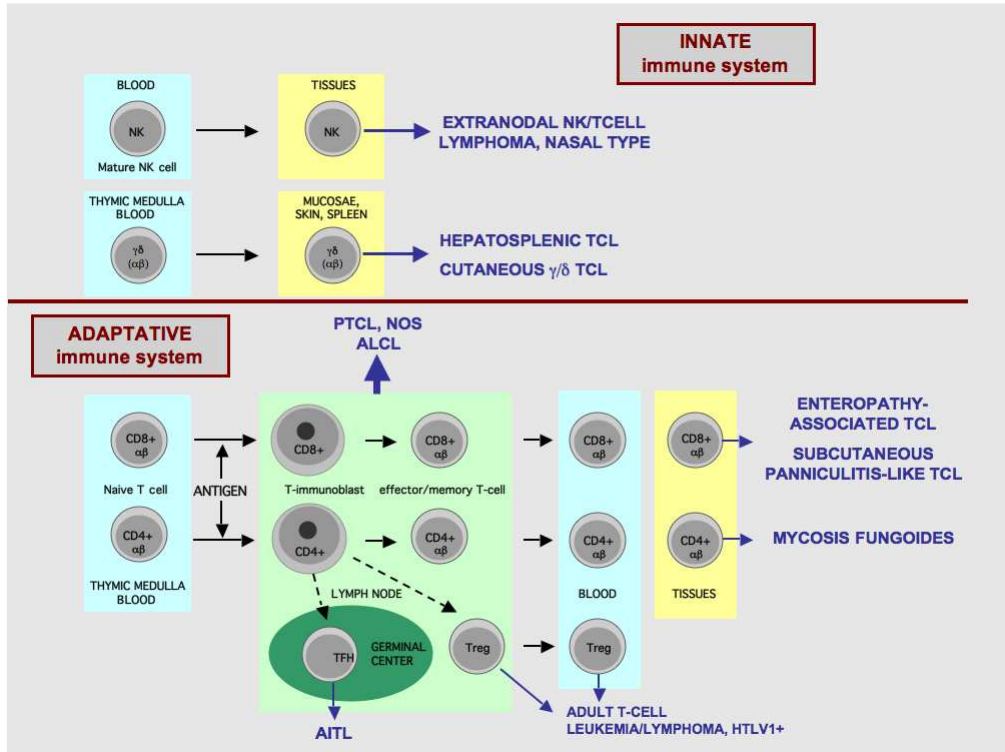 INNATE
immune system
BLOOD
NK
Mature NK cell
TISSUES
NK
EXTRANODAL NK/TCELL
LYMPHOMA, NASAL TYPE
THYMIC MEDULLA
BLOOD
γδ
(αβ)
MUCOSAE,
SKIN, SPLEEN
γδ
(αβ)
HEPATOSPLENIC TCL
CUTANEOUS γ/δ TCL
ADAPTATIVE
immune system
PTCL, NOS
ALCL
CD8+
αβ
Naive T cell
ANTIGEN
CD4+
αβ
THYMIC MEDULLA
BLOOD
CD8+
T-immunoblast
CD8+
αβ
effector/memory T-cell
CD4+
CD4+
αβ
LYMPH NODE
TFH
GERMINAL
CENTER
Treg
AITL
CD8+
αβ
CD4+
αβ
BLOOD
Treg
CD8+
αβ
CD4+
αβ
TISSUES
ENTEROPATHY-
ASSOCIATED TCL
SUBCUTANEOUS
PANNICULITIS-LIKE TCL
MYCOSIS FUNGOIDES
ADULT T-CELL
LEUKEMIA/LYMPHOMA, HTLV1+